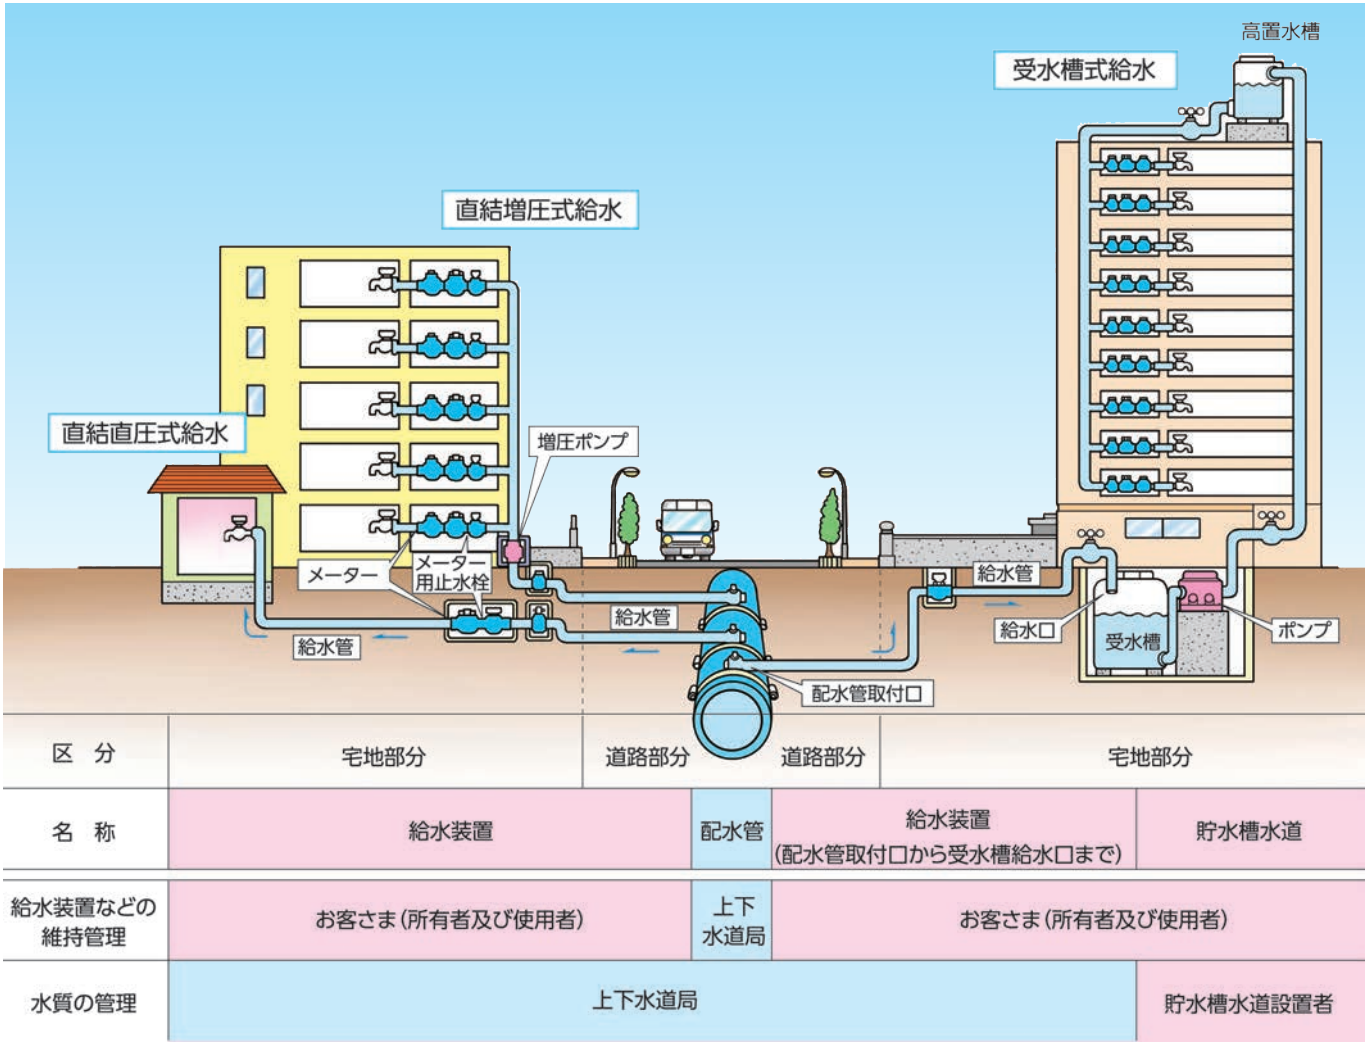 高置水槽
受水槽式給水
直結増圧式給水
直結直圧式給水
増圧ポンプ
メーター
メーター
用止水栓
給水管
給水管
給水管
給水口
受水槽
ポンプ
配水管取付口
区 分
宅地部分
道路部分
道路部分
宅地部分
名 称
給水装置
配水管
給水装置
(配水管取付口から受水槽給水口まで)
貯水槽水道
給水装置などの
維持管理
お客さま(所有者及び使用者)
上下
水道局
お客さま(所有者及び使用者)
水質の管理
上下水道局
貯水槽水道設置者